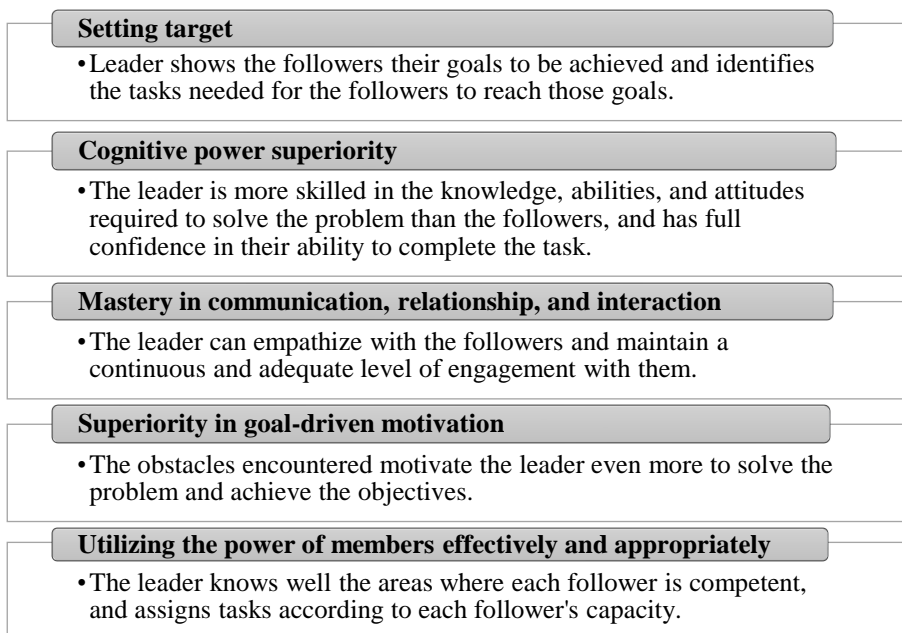 Setting target
•Leader shows the followers their goals to be achieved and identifies
the tasks needed for the followers to reach those goals.
Cognitive power superiority
•The leader is more skilled in the knowledge, abilities, and attitudes
required to solve the problem than the followers, and has full
confidence in their ability to complete the task.
Mastery in communication, relationship, and interaction
•The leader can empathize with the followers and maintain a
continuous and adequate level of engagement with them.
Superiority in goal-driven motivation
•The obstacles encountered motivate the leader even more to solve the
problem and achieve the objectives.
Utilizing the power of members effectively and appropriately
•The leader knows well the areas where each follower is competent,
and assigns tasks according to each follower's capacity.